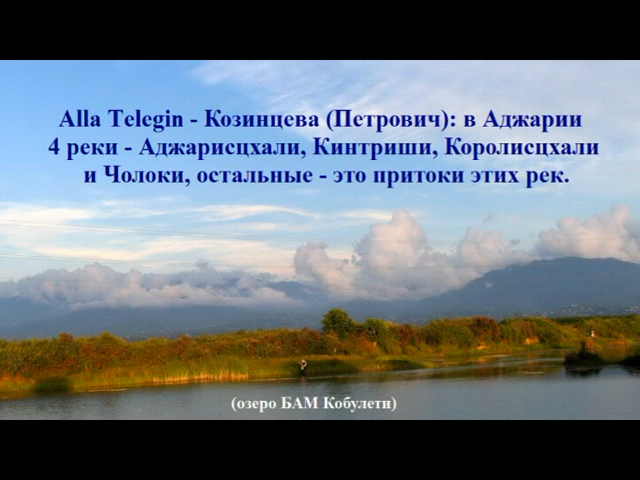 Alla Telegin - Козинцева (Петрович): в Аджарии
4 реки - Аджарисцхали, Кинтриши, Королисцхали
и Чолоки, остальные - это притоки этих рек.
(озеро БАМ Кобулети)